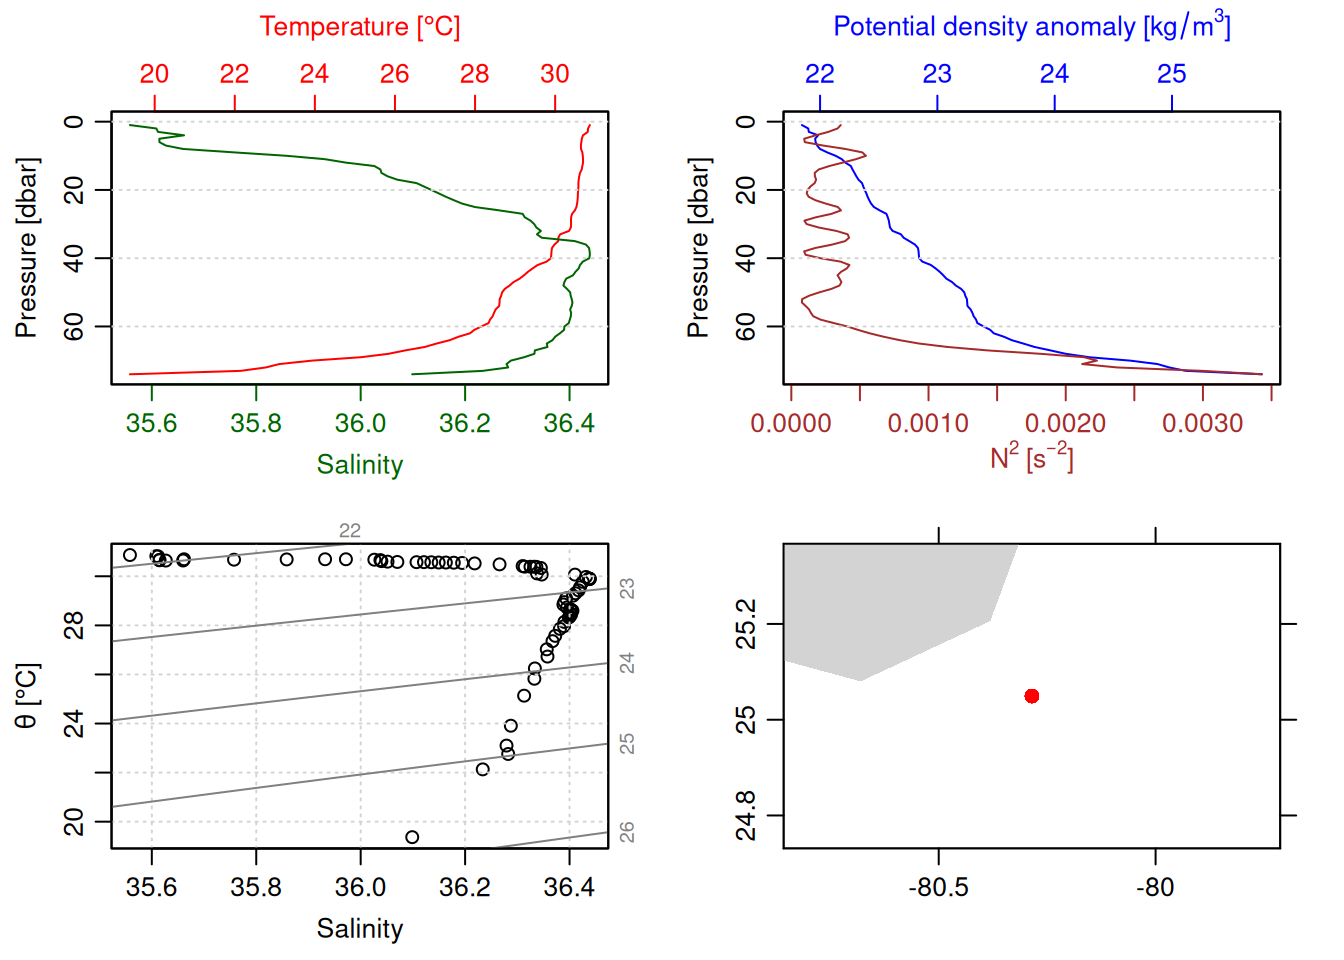 Temperature [°C]
20 22 24 26 28 30
Pressure [dbar]
0 20 40 60
35.6 35.8 36.0 36.2 36.4
Salinity
Potential density anomaly [kg/m³]
22 23 24 25
Pressure [dbar]
0 20 40 60
0.0000 0.0010 0.0020 0.0030
N² [s⁻²]
22
23
24
25
26
θ [°C]
28
24
20
35.6 35.8 36.0 36.2 36.4
Salinity
25.2
25
24.8
-80.5 -80